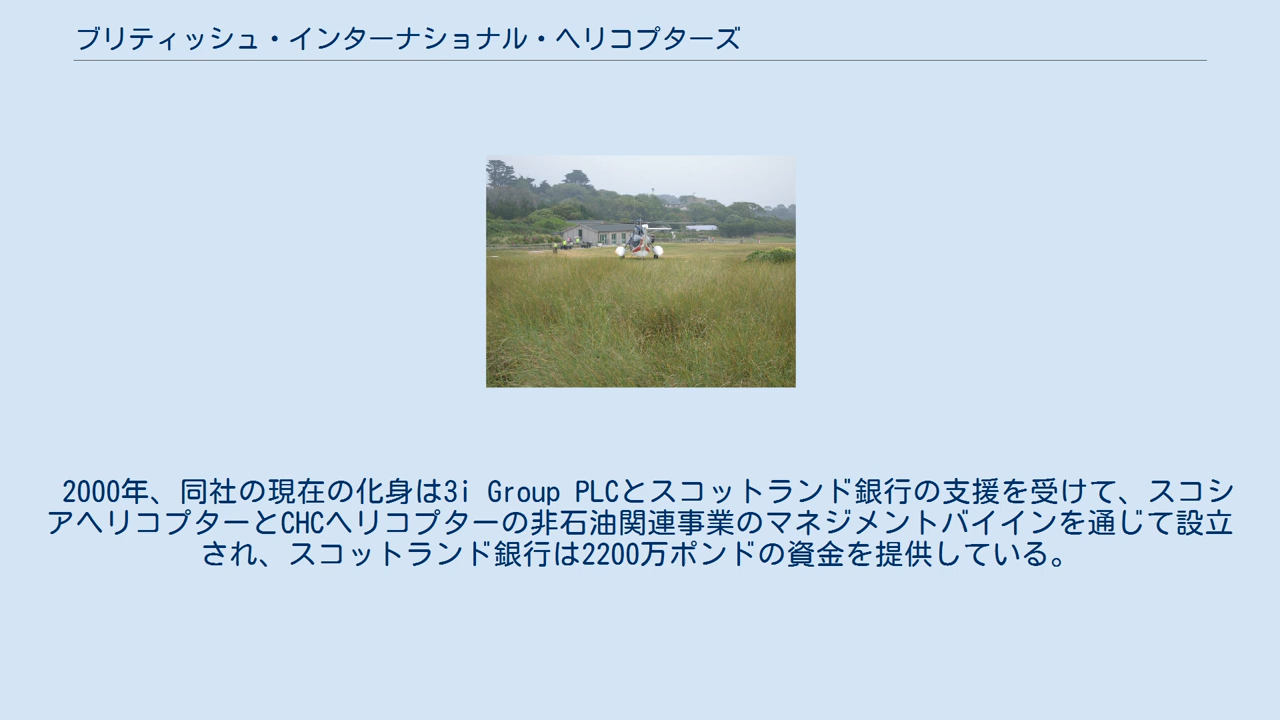 ブリティッシュ・インターナショナル・ヘリコプターズ
2000年、同社の現在の化身は3i Group PLCとスコットランド銀行の支援を受けて、スコシ
アヘリコプターとCHCヘリコプターの非石油関連事業のマネジメントバイインを通じて設立
され、スコットランド銀行は2200万ポンドの資金を提供している。